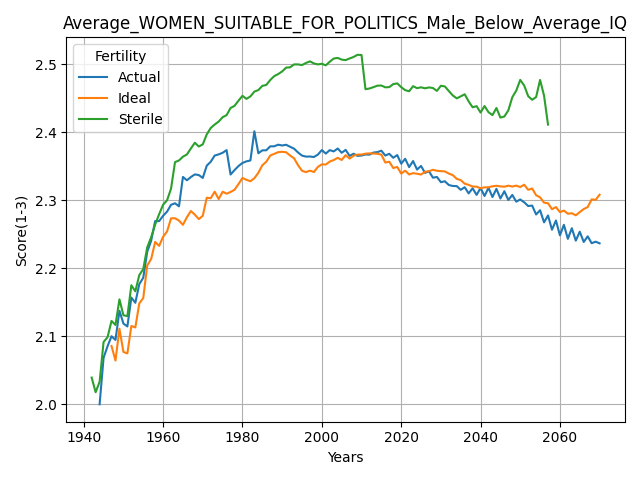 Average_WOMEN_SUITABLE_FOR_POLITICS_Male_Below_Average_IQ
Fertility
Actual
Ideal
Sterile
Score(1-3)
2.5
2.4
2.3
2.2
2.1
2.0
1940 1960 1980 2000 2020 2040 2060
Years